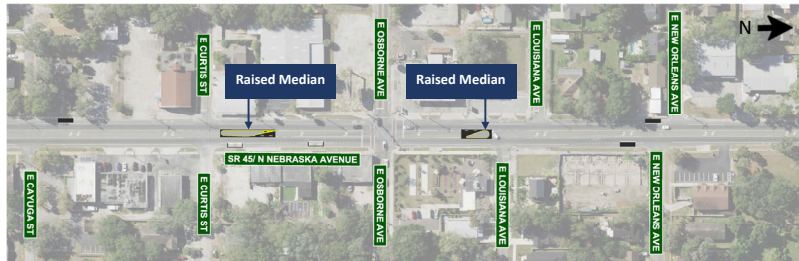 E CURTIS ST
E OSBORNE AVE
E LOUISIANA AVE
E NEW ORLEANS AVE
N
Raised Median
Raised Median
SR 45/ N NEBRASKA AVENUE
E CAYUGA ST
E CURTIS ST
E OSBORNE AVE
E LOUISIANA AVE
E NEW ORLEANS AVE